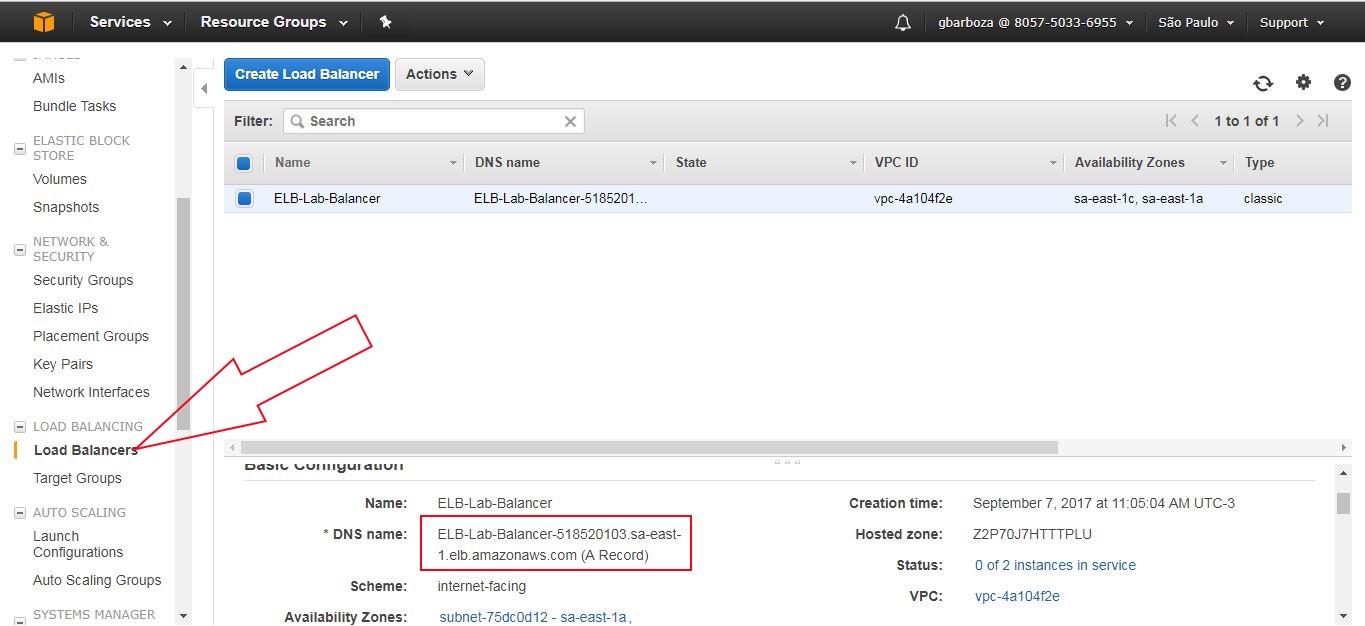 Services
Resource Groups
gbarboza @ 8057-5033-6955
São Paulo
Support
AMIs
Bundle Tasks
ELASTIC BLOCK
STORE
Volumes
Snapshots
NETWORK &
SECURITY
Security Groups
Elastic IPs
Placement Groups
Key Pairs
Network Interfaces
LOAD BALANCING
Load Balancers
Target Groups
AUTO SCALING
Launch
Configurations
Auto Scaling Groups
SYSTEMS MANAGER
Create Load Balancer
Actions
Filter:
Search
1 to 1 of 1
Name
DNS name
State
VPC ID
Availability Zones
Type
ELB-Lab-Balancer
ELB-Lab-Balancer-5185201...
vpc-4a104f2e
sa-east-1c, sa-east-1a
classic
Basic Configuration
Name: ELB-Lab-Balancer
* DNS name: ELB-Lab-Balancer-518520103.sa-east-
1.elb.amazonaws.com (A Record)
Scheme: internet-facing
Availability Zones: subnet-75dc0d12 - sa-east-1a,
Creation time: September 7, 2017 at 11:05:04 AM UTC-3
Hosted zone: Z2P70J7HTTTPLU
Status: 0 of 2 instances in service
VPC: vpc-4a104f2e